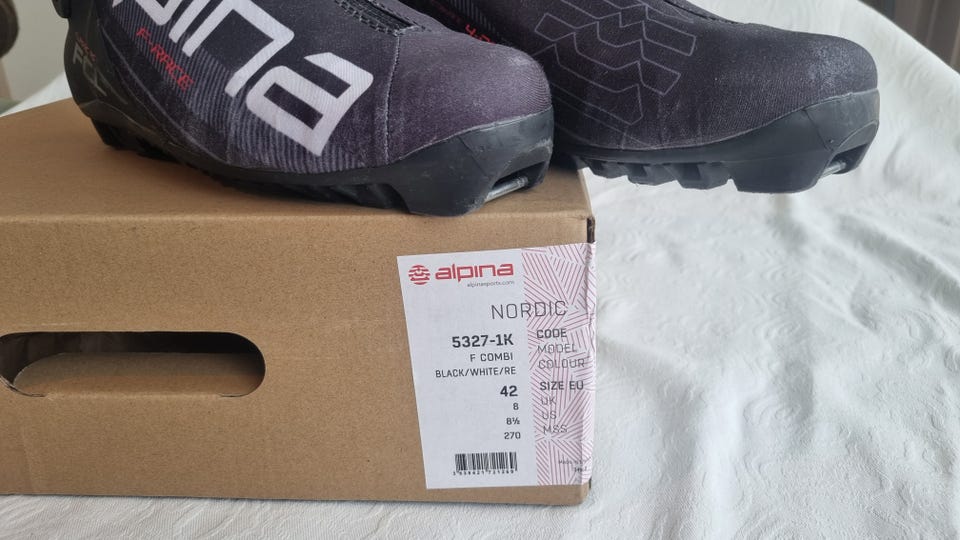 alpina
F-RACE
alpina
alpinasports.com
NORDIC
5327-1K CODE
F COMBI MODEL
BLACK/WHITE/RE COLOUR
42 SIZE EU
8 UK
8½ US
270 MSS